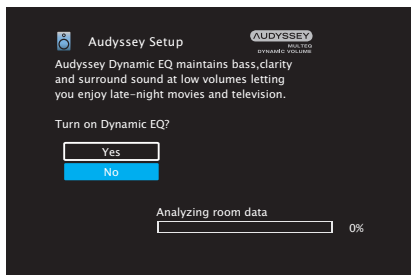 Audyssey Setup
AUDYSSEY
MULTEQ
DYNAMIC VOLUME
Audyssey Dynamic EQ maintains bass,clarity
and surround sound at low volumes letting
you enjoy late-night movies and television.
Turn on Dynamic EQ?
Yes
No
Analyzing room data
0%